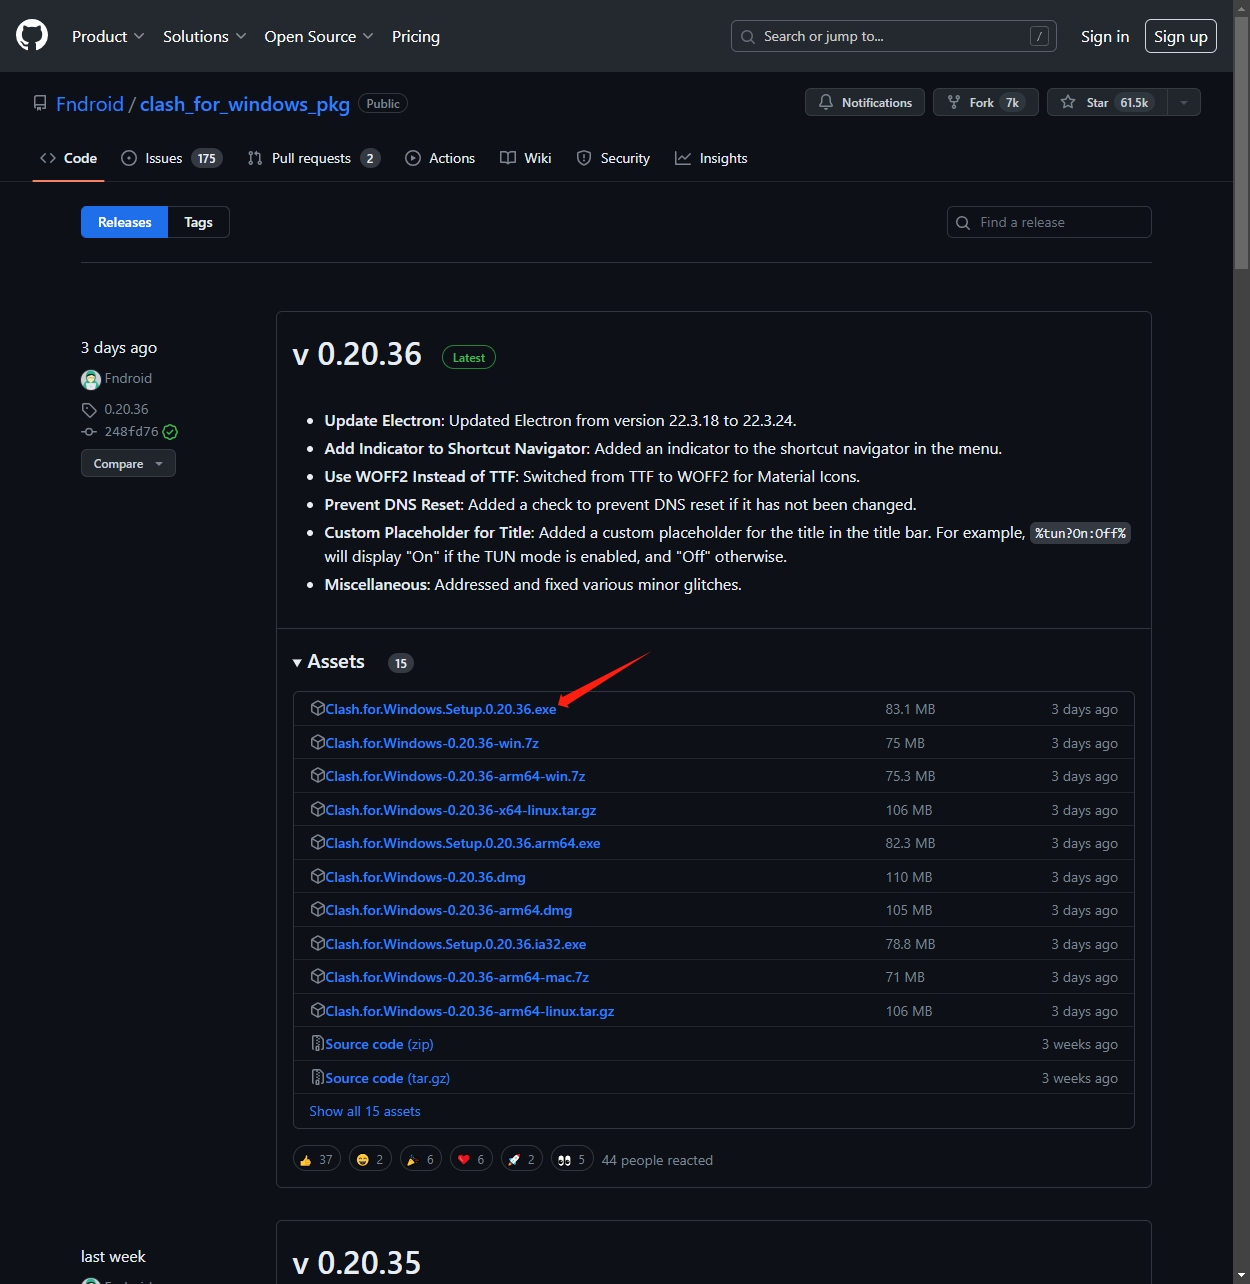 Product Solutions Open Source Pricing Search or jump to... / Sign in Sign up
Fndroid / clash_for_windows_pkg Public Notifications Fork 7k Star 61.5k
Code Issues 175 Pull requests 2 Actions Wiki Security Insights
Releases Tags Find a release
3 days ago
Fndroid
0.20.36
248fd76
Compare
v 0.20.36 Latest
Update Electron: Updated Electron from version 22.3.18 to 22.3.24.
Add Indicator to Shortcut Navigator: Added an indicator to the shortcut navigator in the menu.
Use WOFF2 Instead of TTF: Switched from TTF to WOFF2 for Material Icons.
Prevent DNS Reset: Added a check to prevent DNS reset if it has not been changed.
Custom Placeholder for Title: Added a custom placeholder for the title in the title bar. For example, %tun?On:Off%
will display "On" if the TUN mode is enabled, and "Off" otherwise.
Miscellaneous: Addressed and fixed various minor glitches.
Assets 15
Clash.for.Windows.Setup.0.20.36.exe 83.1 MB 3 days ago
Clash.for.Windows-0.20.36-win.7z 75 MB 3 days ago
Clash.for.Windows-0.20.36-arm64-win.7z 75.3 MB 3 days ago
Clash.for.Windows-0.20.36-x64-linux.tar.gz 106 MB 3 days ago
Clash.for.Windows.Setup.0.20.36.arm64.exe 82.3 MB 3 days ago
Clash.for.Windows-0.20.36.dmg 110 MB 3 days ago
Clash.for.Windows-0.20.36-arm64.dmg 105 MB 3 days ago
Clash.for.Windows.Setup.0.20.36.ia32.exe 78.8 MB 3 days ago
Clash.for.Windows-0.20.36-arm64-mac.7z 71 MB 3 days ago
Clash.for.Windows-0.20.36-arm64-linux.tar.gz 106 MB 3 days ago
Source code (zip) 3 weeks ago
Source code (tar.gz) 3 weeks ago
Show all 15 assets
37 2 6 6 2 5 44 people reacted
last week
v 0.20.35